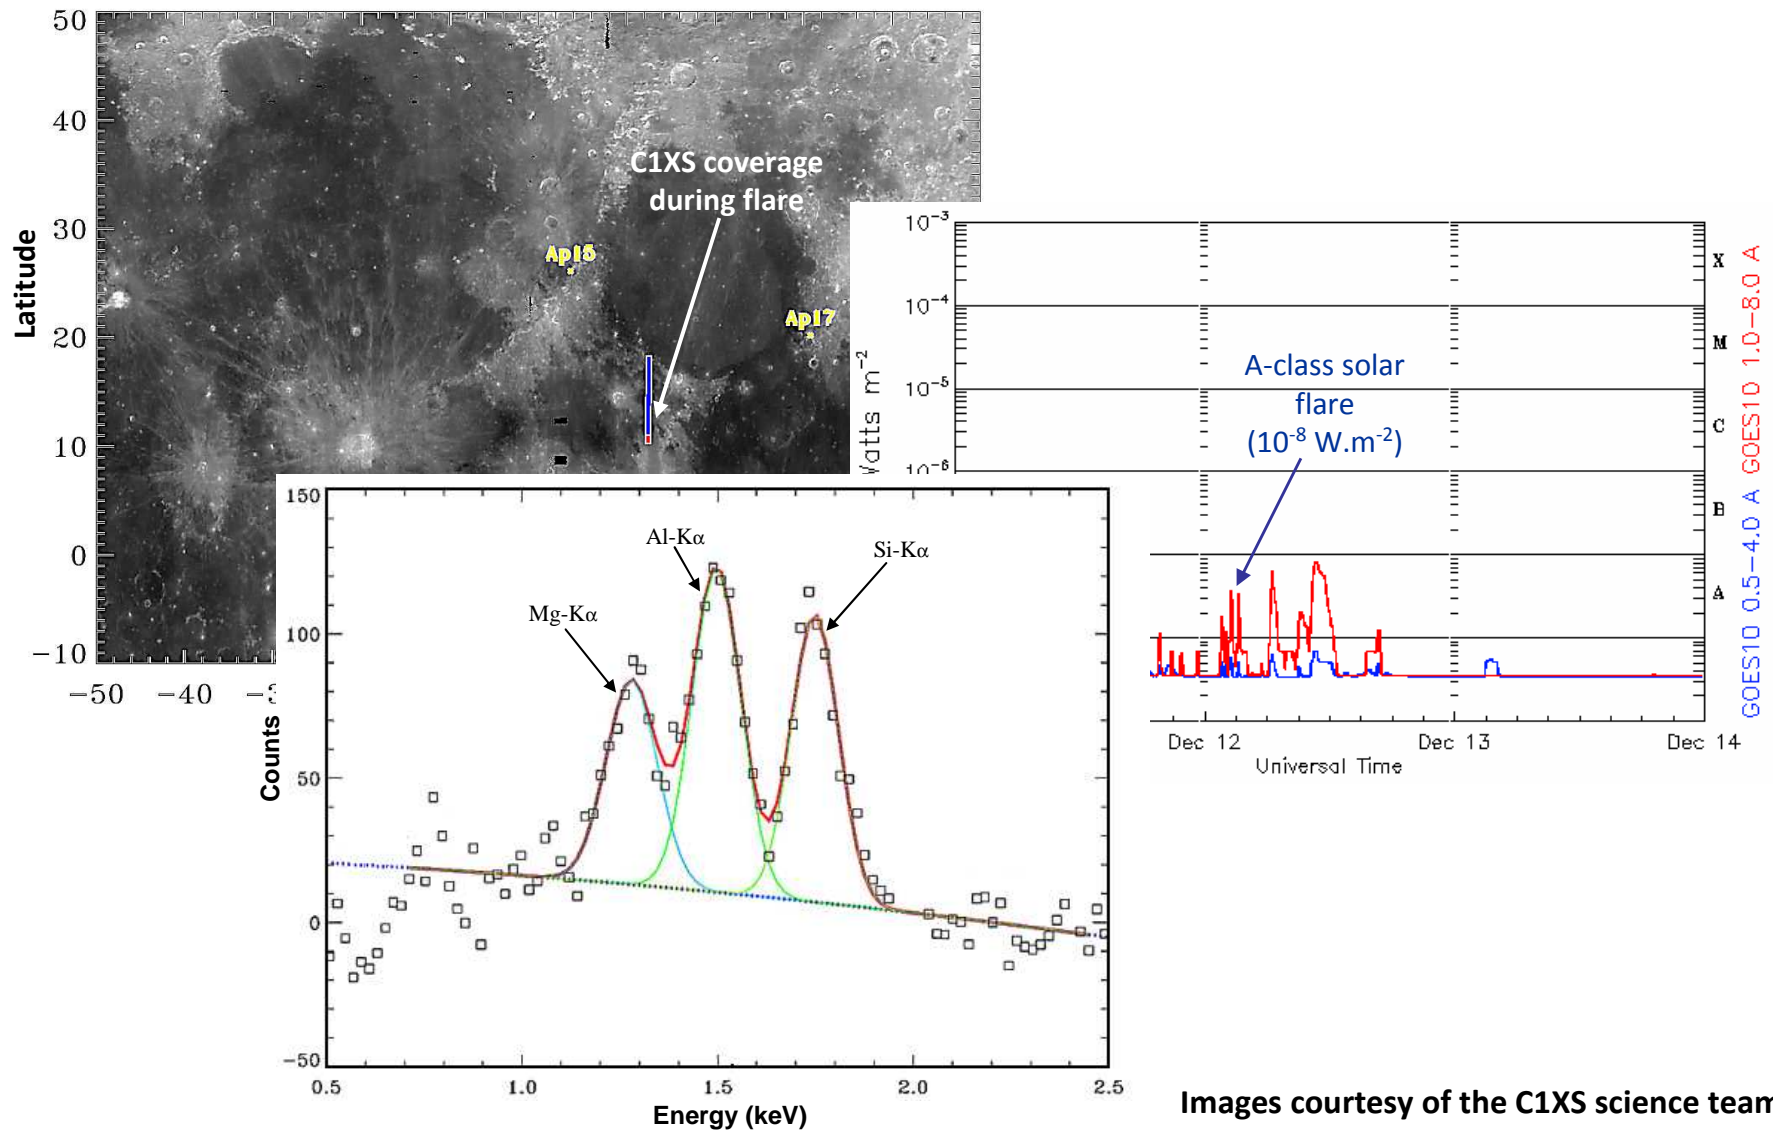 50
40
30
20
10
0
−10
Latitude
−50
−40
C1XS coverage
during flare
Ap15
Ap17
10⁻³
10⁻⁴
10⁻⁵
10⁻⁶
Watts m⁻²
A-class solar
flare
(10⁻⁸ W.m⁻²)
X
M
C
B
A
GOES10 1.0−8.0 A
GOES10 0.5−4.0 A
Dec 12
Dec 13
Dec 14
Universal Time
150
100
50
0
−50
Counts
Mg-Kα
Al-Kα
Si-Kα
0.5
1.0
1.5
2.0
2.5
Energy (keV)
Images courtesy of the C1XS science team